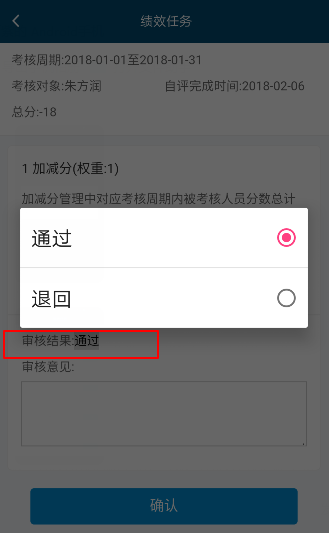 绩效任务
考核周期:2018-01-01至2018-01-31
考核对象:朱方润 自评完成时间:2018-02-06
总分:-18
1 加减分(权重:1)
加减分管理中对应考核周期内被考核人员分数总计
通过
退回
审核结果:通过
审核意见:
确认